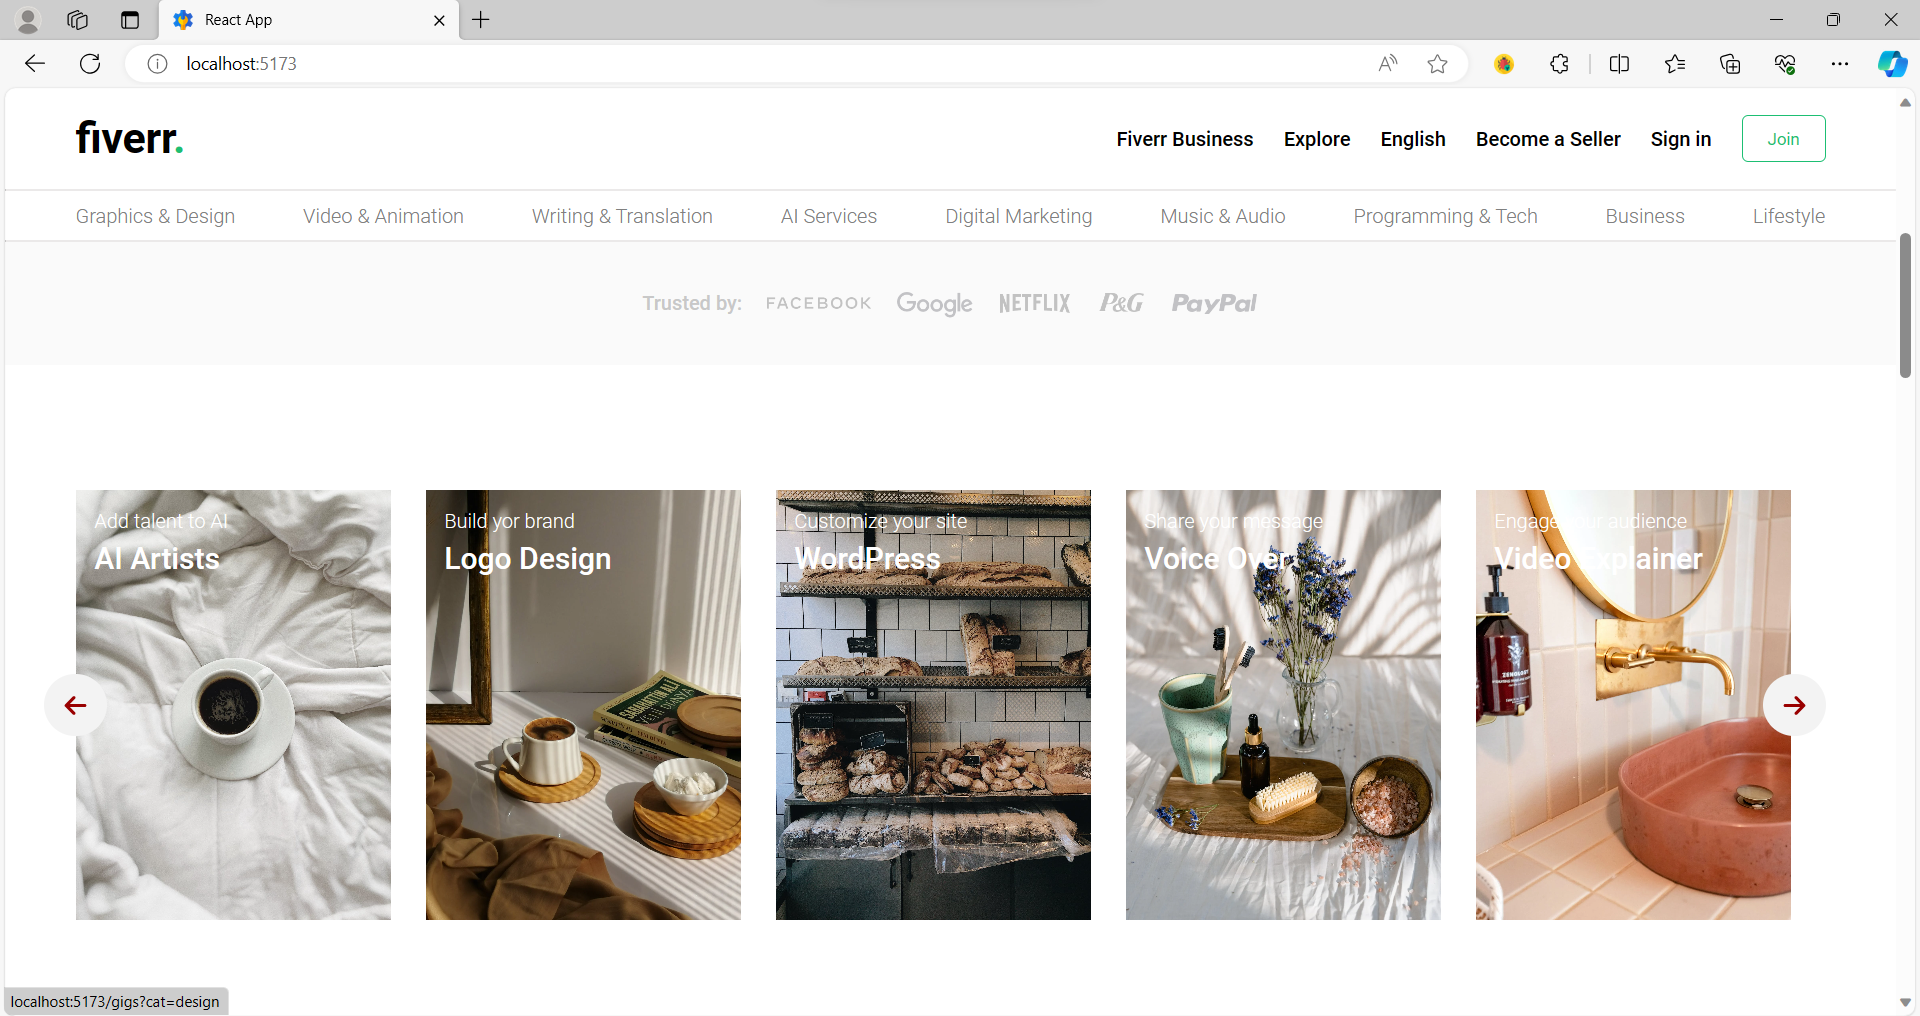 React App
localhost:5173
fiverr.
Fiverr Business Explore English Become a Seller Sign in Join
Graphics & Design Video & Animation Writing & Translation AI Services Digital Marketing Music & Audio Programming & Tech Business Lifestyle
Trusted by: FACEBOOK Google NETFLIX P&G PayPal
Add talent to AI
AI Artists
Build yor brand
Logo Design
Customize your site
WordPress
Share your message
Voice Over
Engage your audience
Video Explainer
SABAHATTİN ALİ
ZENOLOGY
localhost:5173/gigs?cat=design